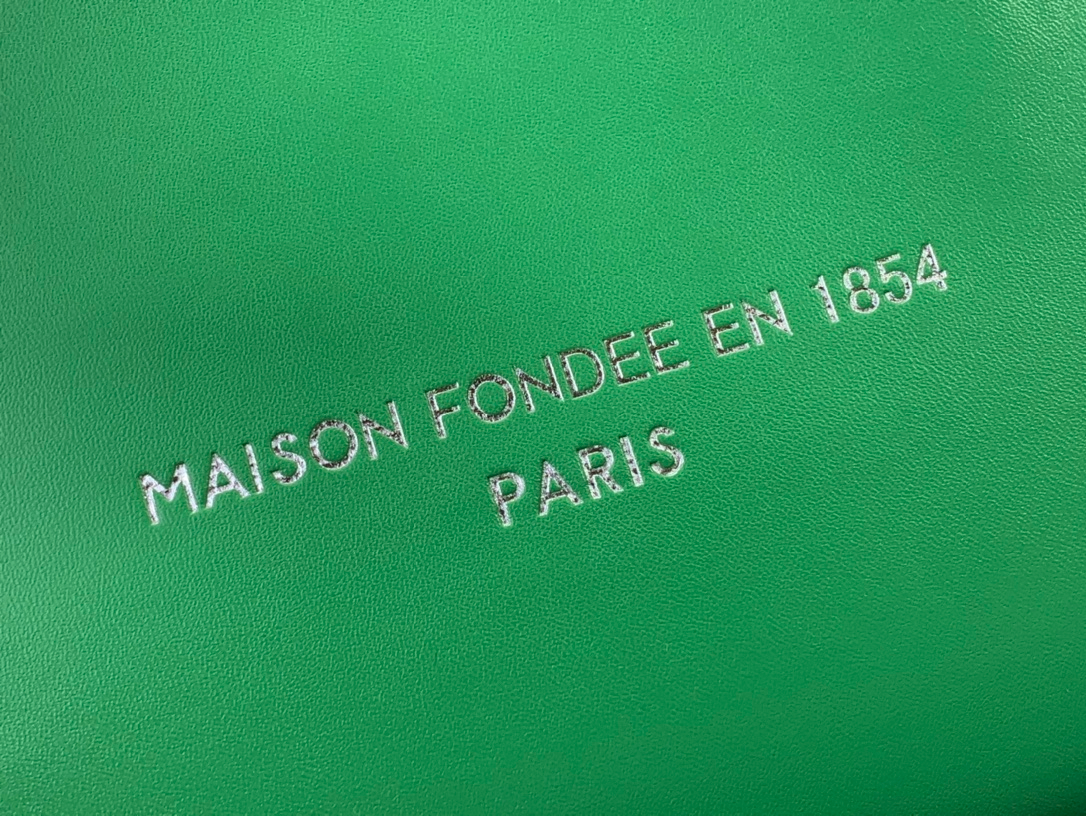 MAISON FONDEE EN 1854
PARIS